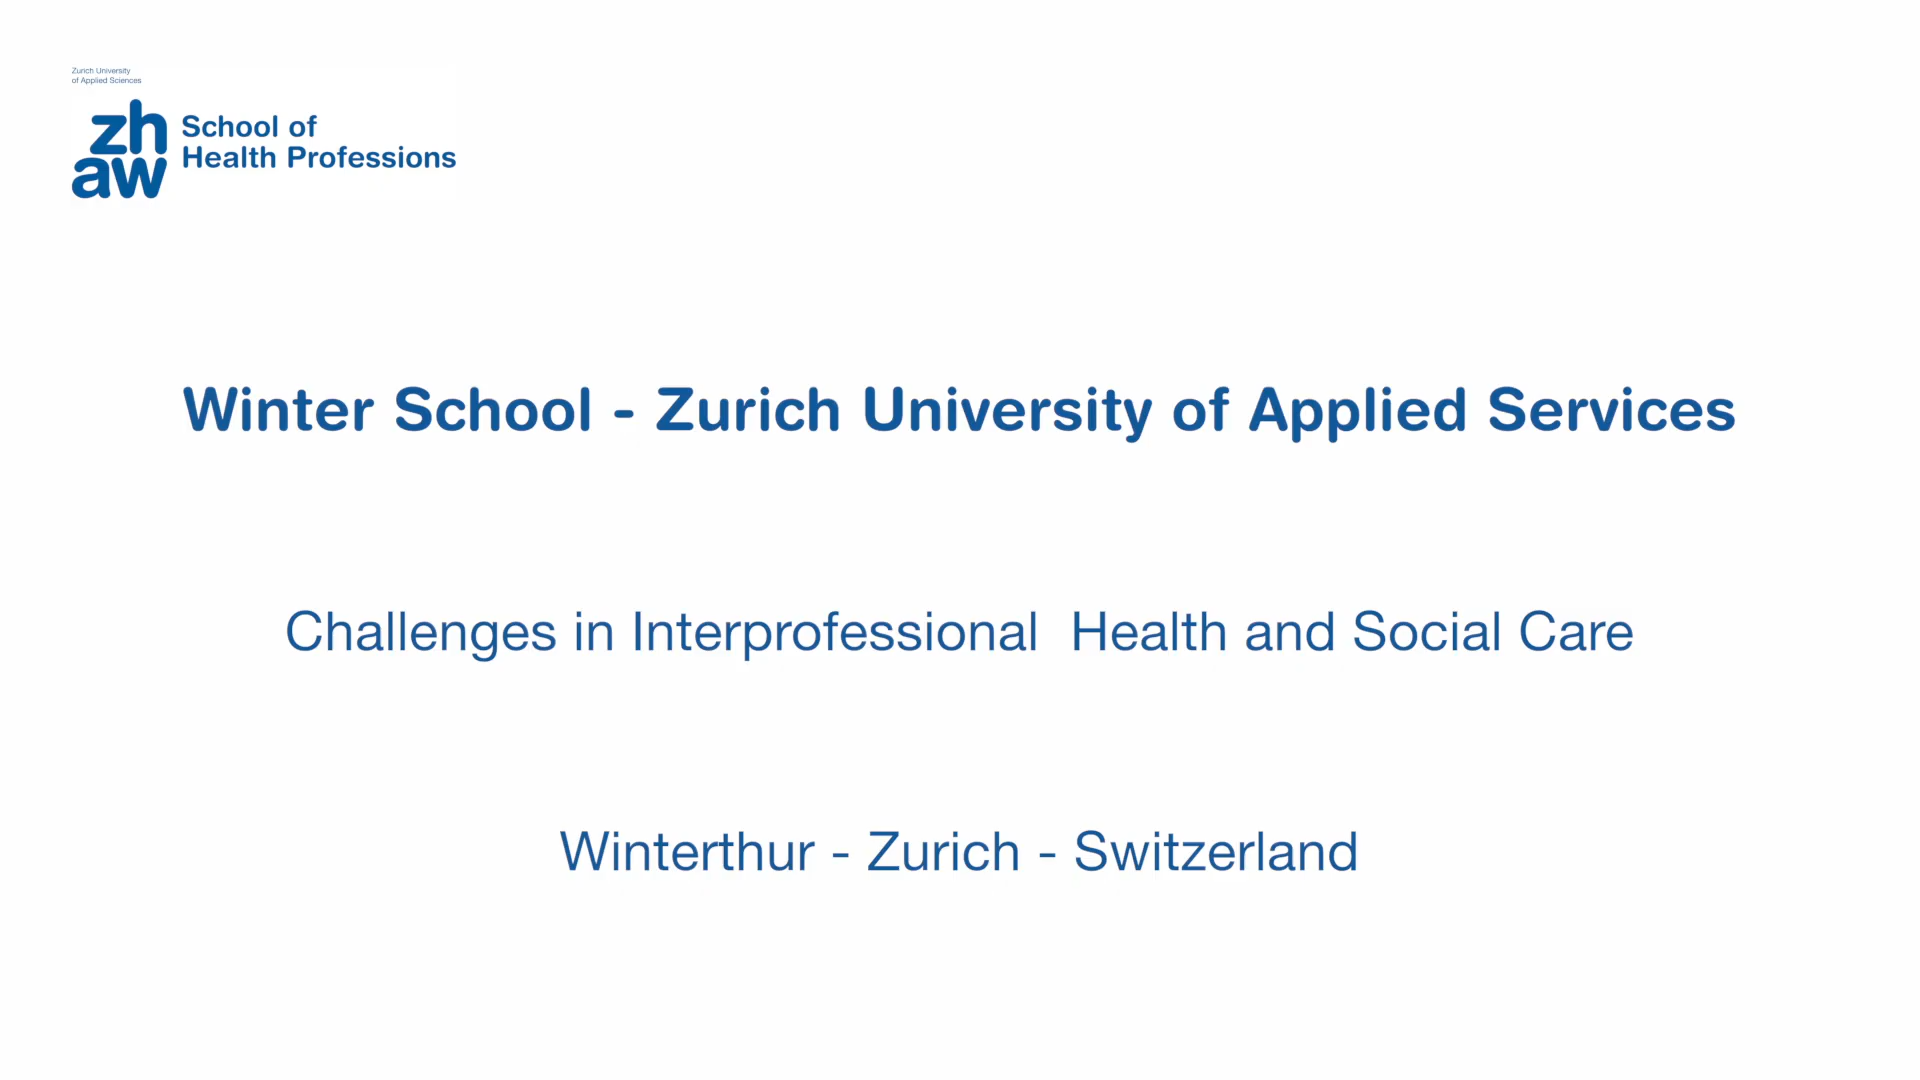 Zurich University
of Applied Sciences
zh
aw
School of
Health Professions
Winter School - Zurich University of Applied Services
Challenges in Interprofessional  Health and Social Care
Winterthur - Zurich - Switzerland